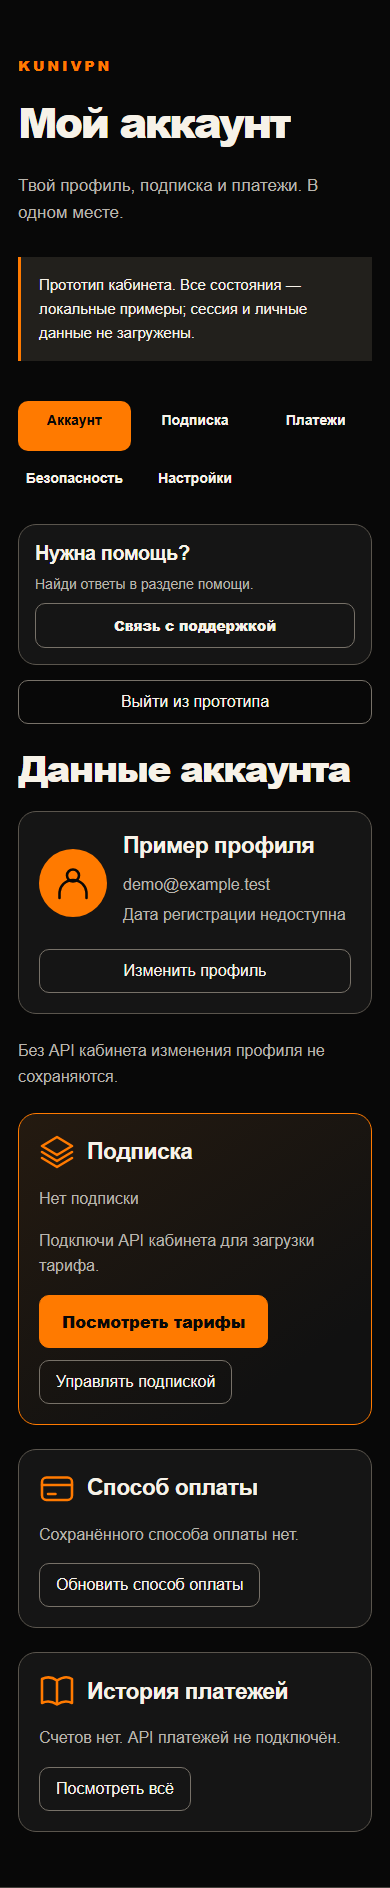 KUNIVPN
Мой аккаунт
Твой профиль, подписка и платежи. В
одном месте.
Прототип кабинета. Все состояния —
локальные примеры; сессия и личные
данные не загружены.
Аккаунт
Подписка
Платежи
Безопасность
Настройки
Нужна помощь?
Найди ответы в разделе помощи.
Связь с поддержкой
Выйти из прототипа
Данные аккаунта
Пример профиля
demo@example.test
Дата регистрации недоступна
Изменить профиль
Без API кабинета изменения профиля не
сохраняются.
Подписка
Нет подписки
Подключи API кабинета для загрузки
тарифа.
Посмотреть тарифы
Управлять подпиской
Способ оплаты
Сохранённого способа оплаты нет.
Обновить способ оплаты
История платежей
Счетов нет. API платежей не подключён.
Посмотреть всё